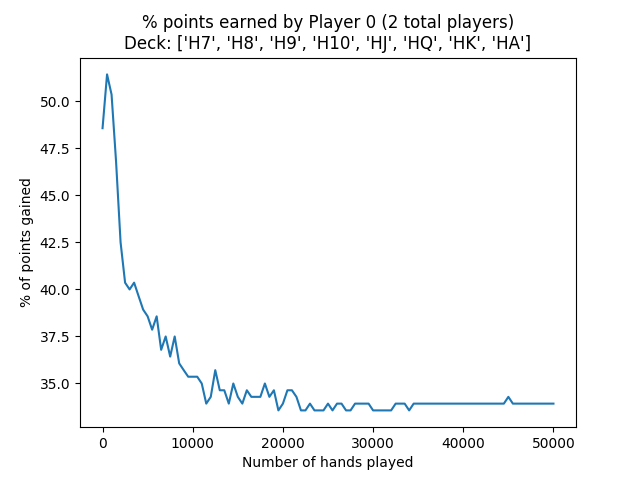 % points earned by Player 0 (2 total players)
Deck: ['H7', 'H8', 'H9', 'H10', 'HJ', 'HQ', 'HK', 'HA']
50.0
47.5
45.0
42.5
40.0
37.5
35.0
% of points gained
0 10000 20000 30000 40000 50000
Number of hands played